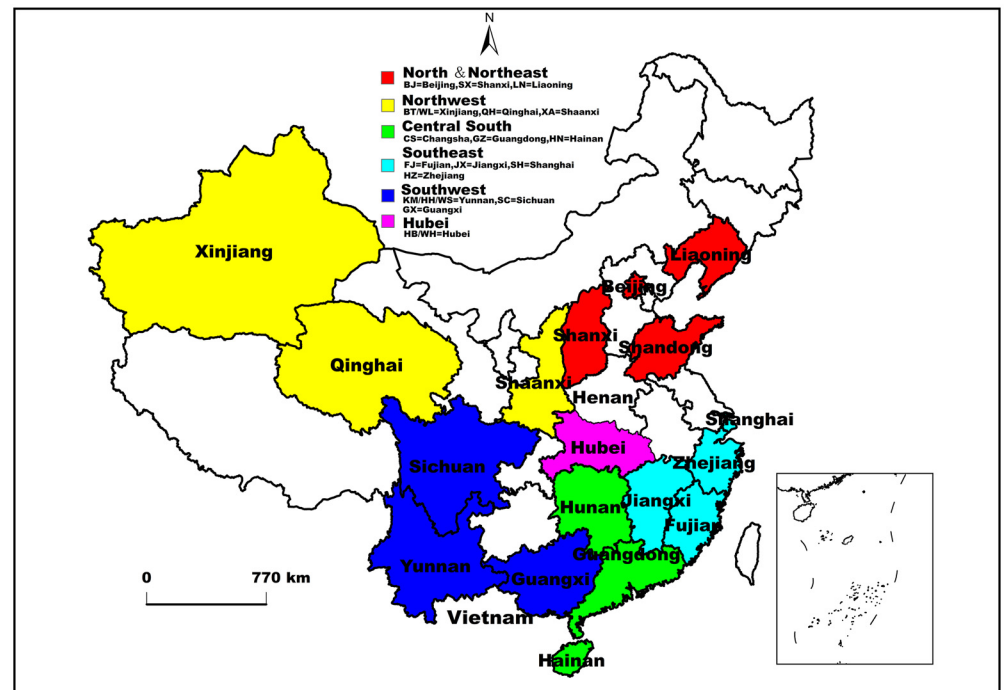 N
North & Northeast
BJ=Beijing,SX=Shanxi,LN=Liaoning
Northwest
BT/WL=Xinjiang,QH=Qinghai,XA=Shaanxi
Central South
CS=Changsha,GZ=Guangdong,HN=Hainan
Southeast
FJ=Fujian,JX=Jiangxi,SH=Shanghai
HZ=Zhejiang
Southwest
KM/HH/WS=Yunnan,SC=Sichuan
GX=Guangxi
Hubei
HB/WH=Hubei
Xinjiang
Liaoning
Beijing
Shanxi
Shandong
Qinghai
Shaanxi
Henan
Shanghai
Hubei
Zhejiang
Sichuan
Jiangxi
Hunan
Fujian
Guangdong
Yunnan
Guangxi
0 770 km
Vietnam
Hainan